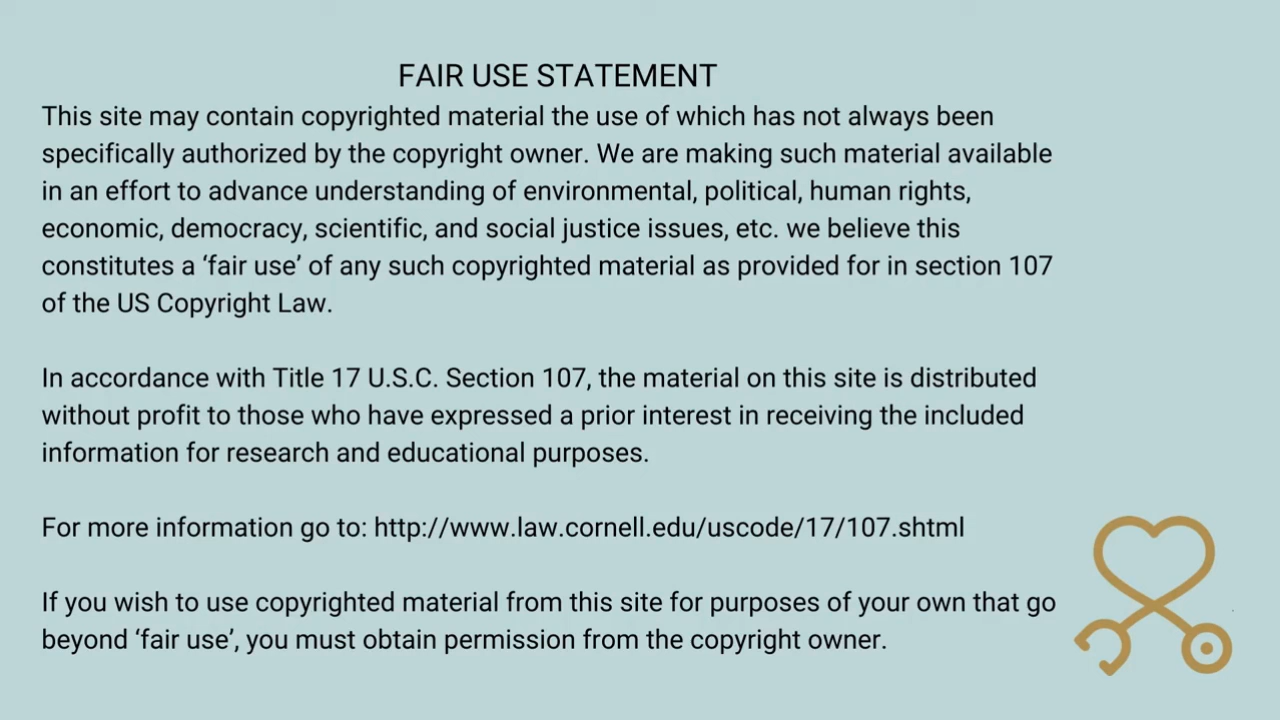 FAIR USE STATEMENT
This site may contain copyrighted material the use of which has not always been
specifically authorized by the copyright owner. We are making such material available
in an effort to advance understanding of environmental, political, human rights,
economic, democracy, scientific, and social justice issues, etc. we believe this
constitutes a ‘fair use’ of any such copyrighted material as provided for in section 107
of the US Copyright Law.
In accordance with Title 17 U.S.C. Section 107, the material on this site is distributed
without profit to those who have expressed a prior interest in receiving the included
information for research and educational purposes.
For more information go to: http://www.law.cornell.edu/uscode/17/107.shtml
If you wish to use copyrighted material from this site for purposes of your own that go
beyond ‘fair use’, you must obtain permission from the copyright owner.